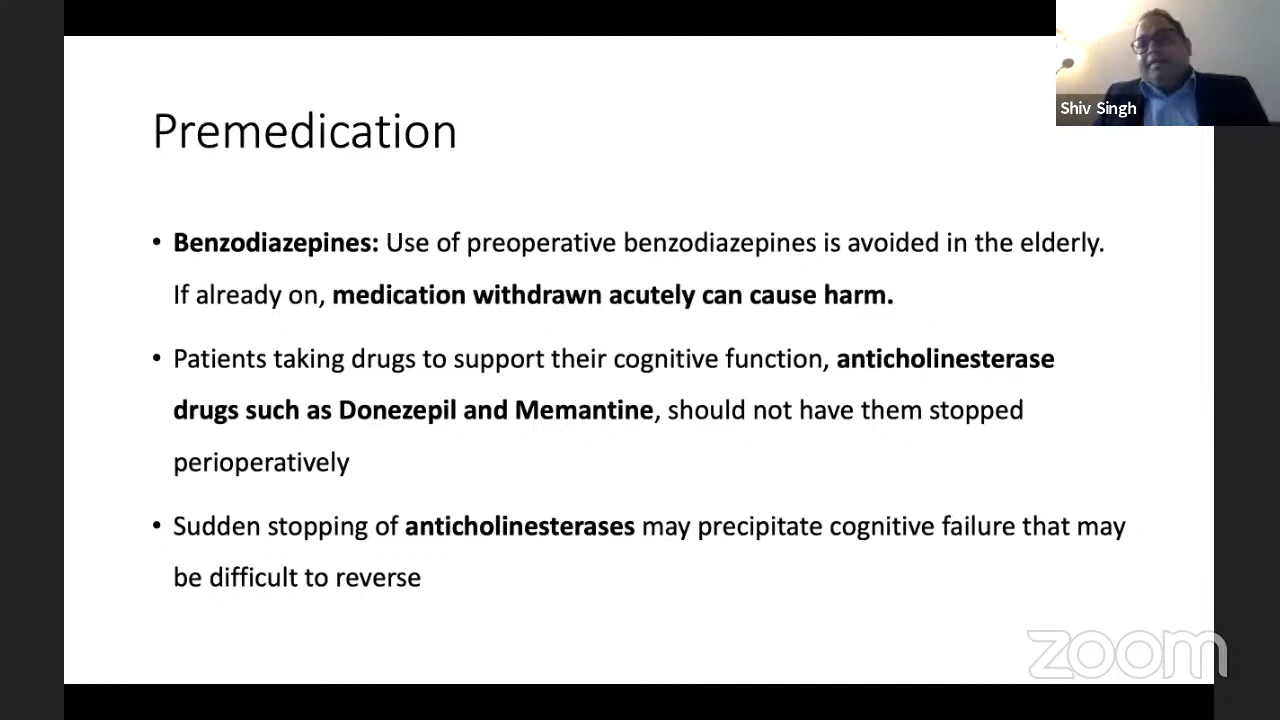 Shiv Singh
Premedication
• Benzodiazepines: Use of preoperative benzodiazepines is avoided in the elderly.
If already on, medication withdrawn acutely can cause harm.
• Patients taking drugs to support their cognitive function, anticholinesterase
drugs such as Donezepil and Memantine, should not have them stopped
perioperatively
• Sudden stopping of anticholinesterases may precipitate cognitive failure that may
be difficult to reverse
zoom